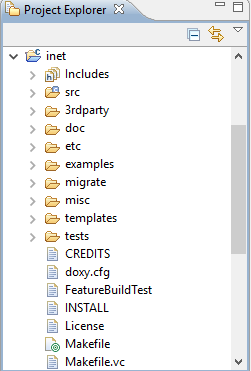 Project Explorer
inet
Includes
src
3rdparty
doc
etc
examples
migrate
misc
templates
tests
CREDITS
doxy.cfg
FeatureBuildTest
INSTALL
License
Makefile
Makefile.vc